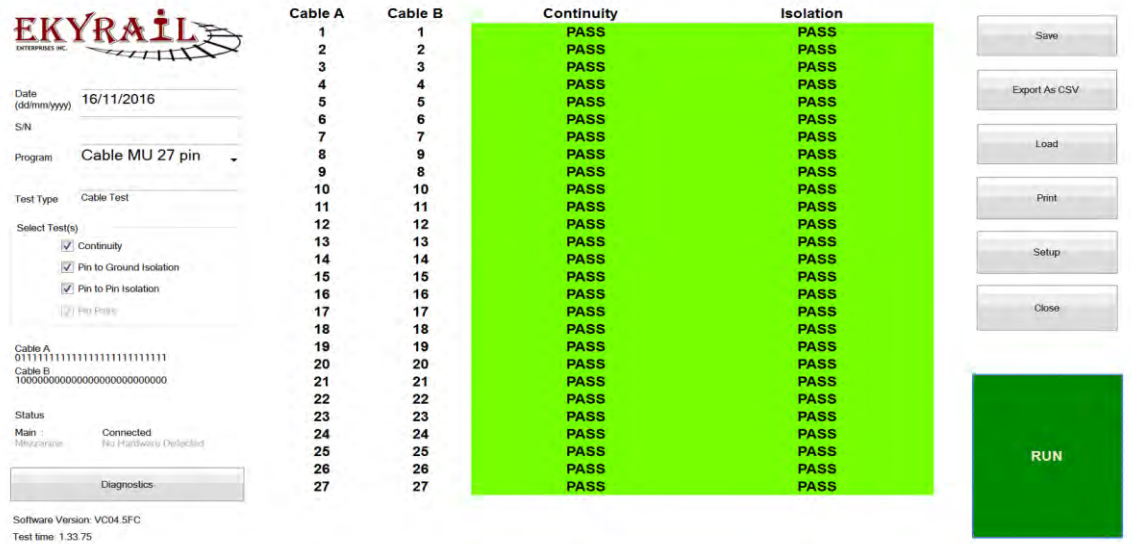 EKYRAIL
ENTERPRISES INC.
Date
(dd/mm/yyyy) 16/11/2016
S/N
Program Cable MU 27 pin
Test Type Cable Test
Select Test(s)
Continuity
Pin to Ground Isolation
Pin to Pin Isolation
Cable A
Cable B
Status
Main : Connected
Mezzanine No Hardware Detected
Diagnostics
Software Version: VC04.5FC
Test time 1.33.75
Cable A Cable B Continuity Isolation
1 1 PASS PASS
2 2 PASS PASS
3 3 PASS PASS
4 4 PASS PASS
5 5 PASS PASS
6 6 PASS PASS
7 7 PASS PASS
8 9 PASS PASS
9 8 PASS PASS
10 10 PASS PASS
11 11 PASS PASS
12 12 PASS PASS
13 13 PASS PASS
14 14 PASS PASS
15 15 PASS PASS
16 16 PASS PASS
17 17 PASS PASS
18 18 PASS PASS
19 19 PASS PASS
20 20 PASS PASS
21 21 PASS PASS
22 22 PASS PASS
23 23 PASS PASS
24 24 PASS PASS
25 25 PASS PASS
26 26 PASS PASS
27 27 PASS PASS
Save
Export As CSV
Load
Print
Setup
Close
RUN